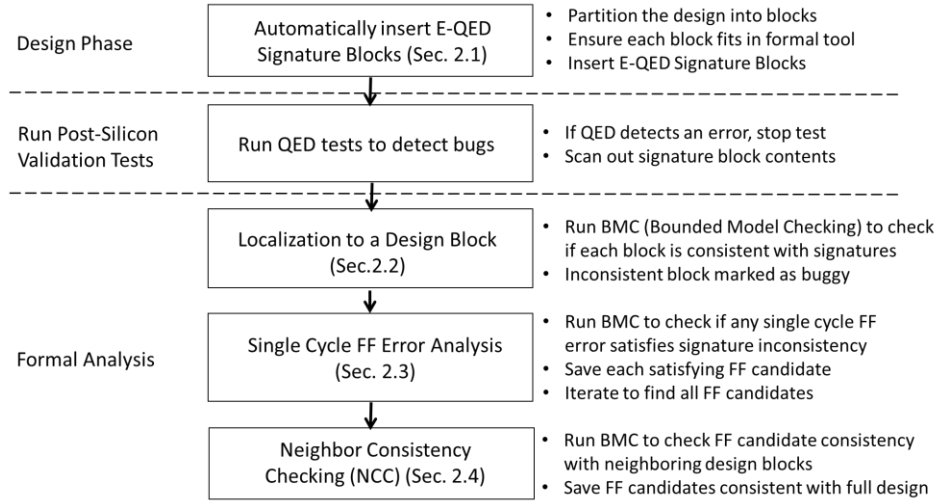 Design Phase
Automatically insert E-QED
Signature Blocks (Sec. 2.1)
• Partition the design into blocks
• Ensure each block fits in formal tool
• Insert E-QED Signature Blocks
Run Post-Silicon
Validation Tests
Run QED tests to detect bugs
• If QED detects an error, stop test
• Scan out signature block contents
Formal Analysis
Localization to a Design Block
(Sec.2.2)
• Run BMC (Bounded Model Checking) to check
if each block is consistent with signatures
• Inconsistent block marked as buggy
Single Cycle FF Error Analysis
(Sec. 2.3)
• Run BMC to check if any single cycle FF
error satisfies signature inconsistency
• Save each satisfying FF candidate
• Iterate to find all FF candidates
Neighbor Consistency
Checking (NCC) (Sec. 2.4)
• Run BMC to check FF candidate consistency
with neighboring design blocks
• Save FF candidates consistent with full design